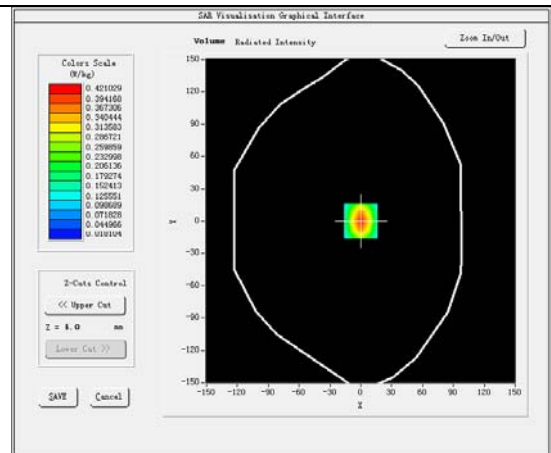 SAR Visualisation Graphical Interface
Volume Radiated Intensity
Zoom In/Out
Colors Scale
(W/kg)
0.421029
0.394168
0.367306
0.340444
0.313583
0.286721
0.259859
0.232998
0.206136
0.179274
0.152413
0.125551
0.098689
0.071828
0.044966
0.018104
Z-Cuts Control
<< Upper Cut
Z = 4.0 mm
Lower Cut >>
SAVE Cancel
150
120
90
60
30
0
-30
-60
-90
-120
-150
Y
-150 -120 -90 -60 -30 0 30 60 90 120 150
X